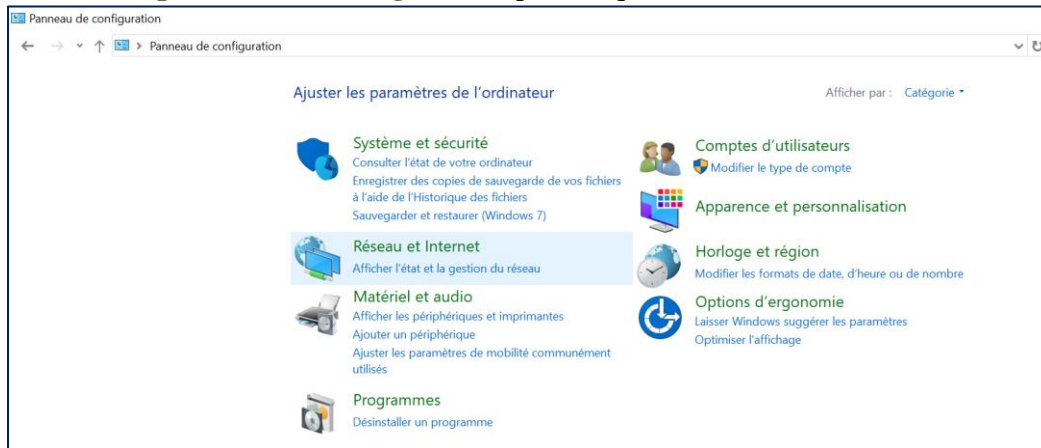 Panneau de configuration
Panneau de configuration
Ajuster les paramètres de l'ordinateur
Afficher par : Catégorie
Système et sécurité
Consulter l'état de votre ordinateur
Enregistrer des copies de sauvegarde de vos fichiers
à l'aide de l'Historique des fichiers
Sauvegarder et restaurer (Windows 7)
Réseau et Internet
Afficher l'état et la gestion du réseau
Matériel et audio
Afficher les périphériques et imprimantes
Ajouter un périphérique
Ajuster les paramètres de mobilité communément
utilisés
Programmes
Désinstaller un programme
Comptes d'utilisateurs
Modifier le type de compte
Apparence et personnalisation
Horloge et région
Modifier les formats de date, d'heure ou de nombre
Options d'ergonomie
Laisser Windows suggérer les paramètres
Optimiser l'affichage